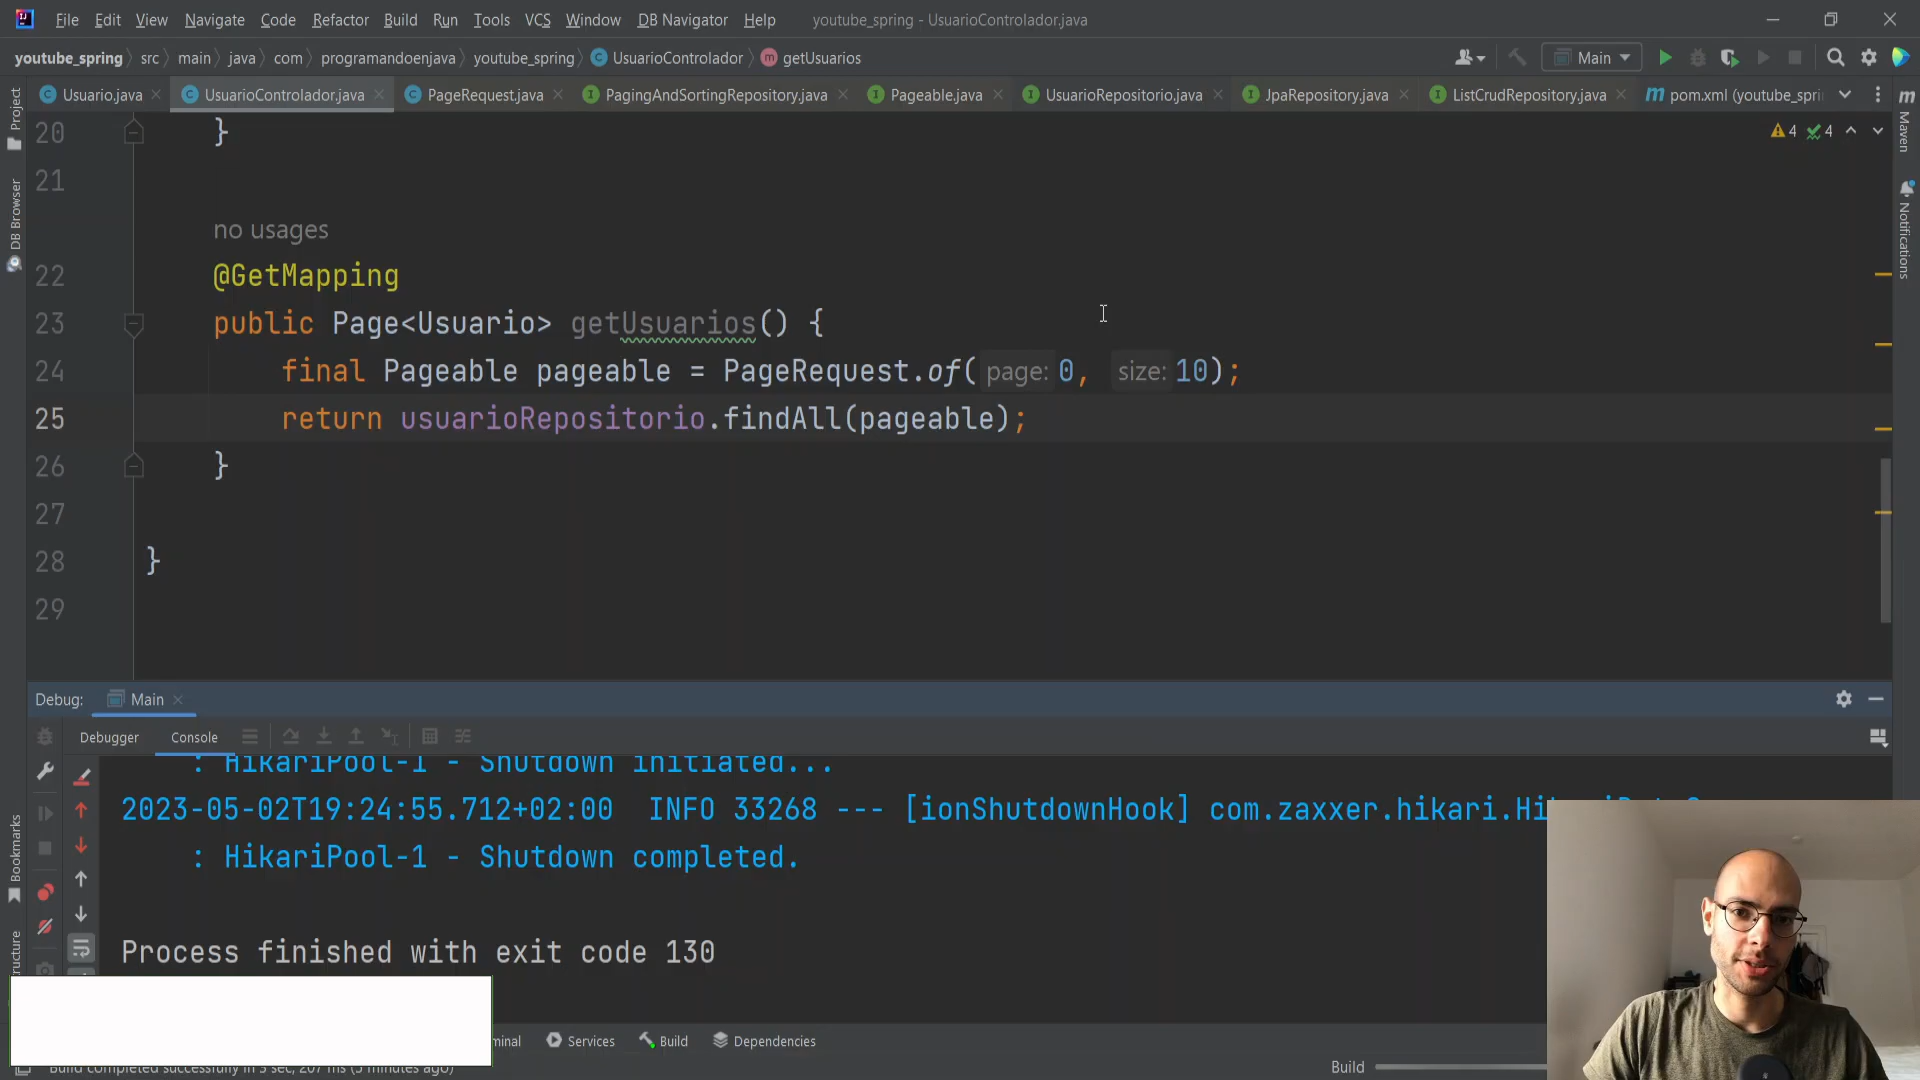 File Edit View Navigate Code Refactor Build Run Tools VCS Window DB Navigator Help youtube_spring - UsuarioControlador.java
youtube_spring src main java com programandoenjava youtube_spring UsuarioControlador getUsuarios Main
Usuario.java UsuarioControlador.java PageRequest.java PagingAndSortingRepository.java Pageable.java UsuarioRepositorio.java JpaRepository.java ListCrudRepository.java pom.xml (youtube_spri
Project
DB Browser
Bookmarks
ructure
Maven
Notifications
4 4
20 }
21
no usages
22 @GetMapping
23 public Page<Usuario> getUsuarios() {
24 final Pageable pageable = PageRequest.of( page: 0, size: 10);
25 return usuarioRepositorio.findAll(pageable);
26 }
27
28 }
29
Debug: Main
Debugger Console
: HikariPool-1 - Shutdown initiated...
2023-05-02T19:24:55.712+02:00 INFO 33268 --- [ionShutdownHook] com.zaxxer.hikari.Hi
: HikariPool-1 - Shutdown completed.
Process finished with exit code 130
minal Services Build Dependencies
Build completed successfully in 3 sec, 207 ms (5 minutes ago)
Build